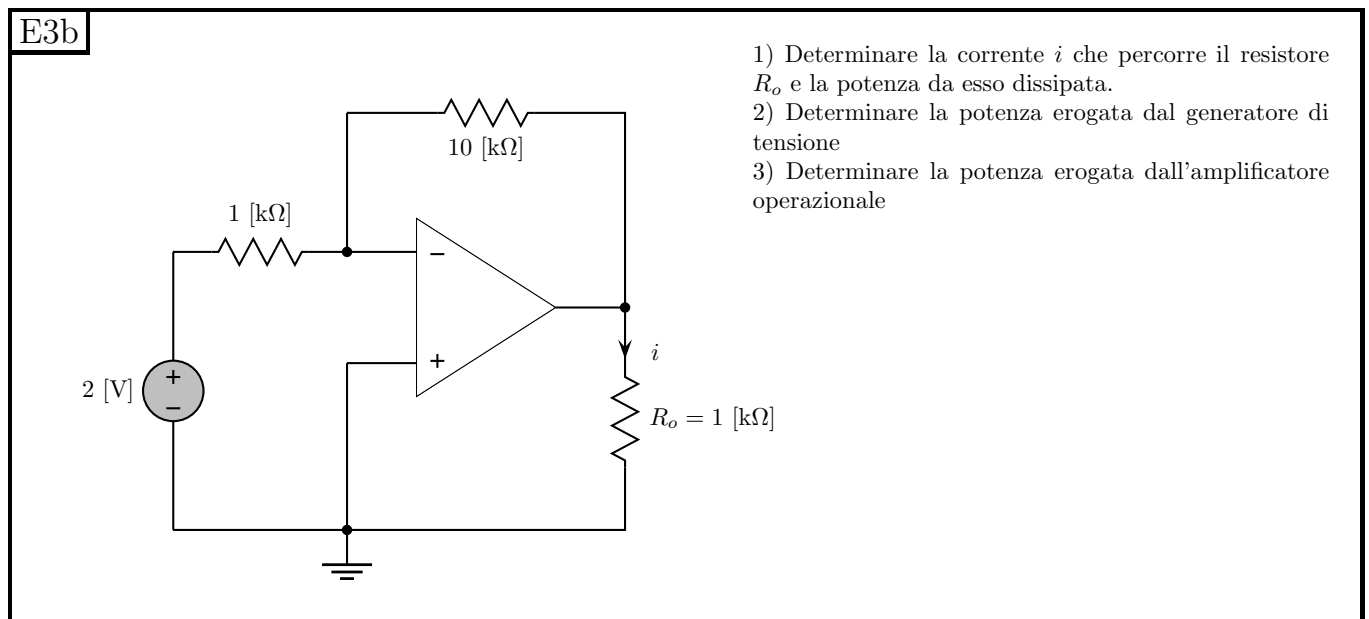 E3b
1) Determinare la corrente i che percorre il resistore
R_o e la potenza da esso dissipata.
2) Determinare la potenza erogata dal generatore di
tensione
3) Determinare la potenza erogata dall'amplificatore
operazionale
10 [kΩ]
1 [kΩ]
−
+
i
2 [V]
+
−
R_o = 1 [kΩ]